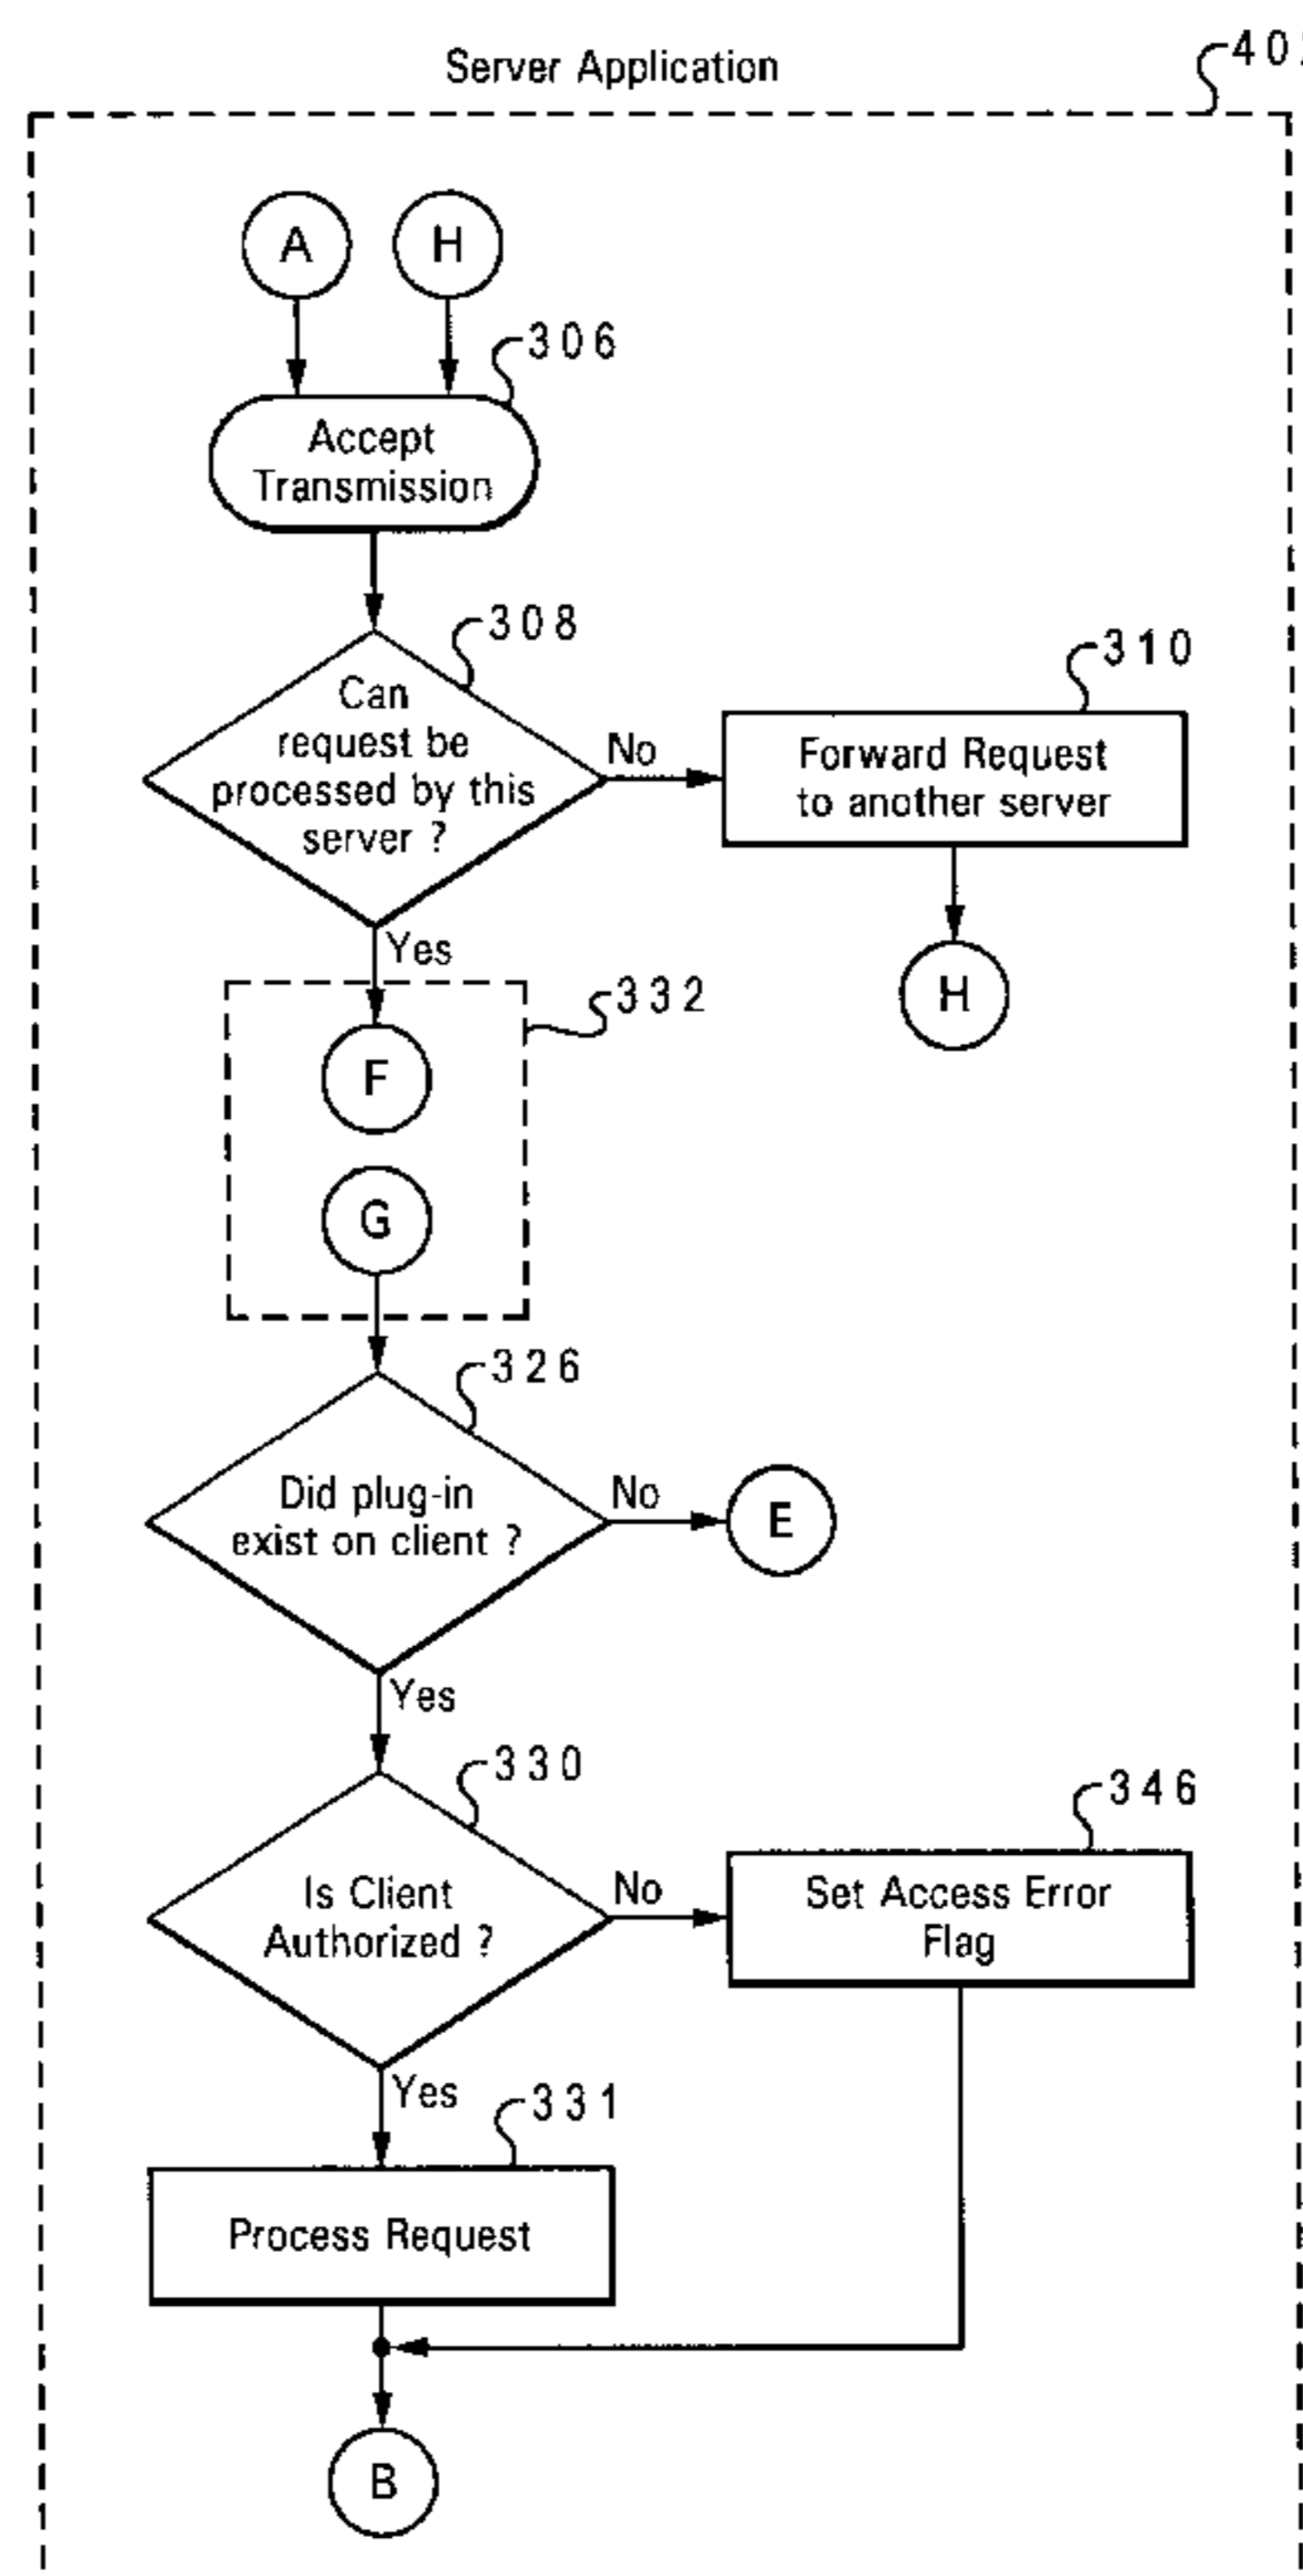 Server Application
A
H
306
Accept
Transmission
308
Can
request be
processed by this
server ?
No
310
Forward Request
to another server
H
Yes
332
F
G
326
Did plug-in
exist on client ?
No
E
Yes
330
Is Client
Authorized ?
No
346
Set Access Error
Flag
Yes
331
Process Request
B